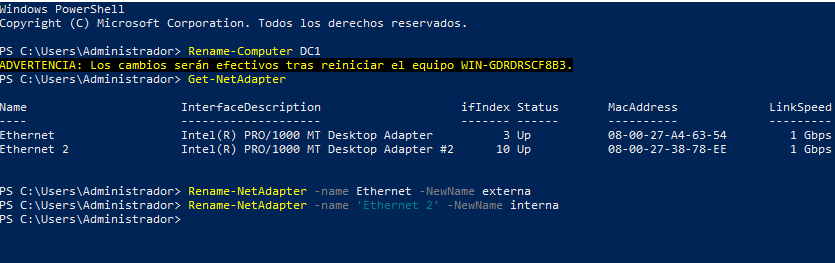 Windows PowerShell
Copyright (C) Microsoft Corporation. Todos los derechos reservados.
PS C:\Users\Administrador> Rename-Computer DC1
ADVERTENCIA: Los cambios serán efectivos tras reiniciar el equipo WIN-GDRDRSCF8B3.
PS C:\Users\Administrador> Get-NetAdapter
Name InterfaceDescription ifIndex Status MacAddress LinkSpeed
---- -------------------- ------- ------ ---------- ---------
Ethernet Intel(R) PRO/1000 MT Desktop Adapter 3 Up 08-00-27-A4-63-54 1 Gbps
Ethernet 2 Intel(R) PRO/1000 MT Desktop Adapter #2 10 Up 08-00-27-38-78-EE 1 Gbps
PS C:\Users\Administrador> Rename-NetAdapter -name Ethernet -NewName externa
PS C:\Users\Administrador> Rename-NetAdapter -name 'Ethernet 2' -NewName interna
PS C:\Users\Administrador>